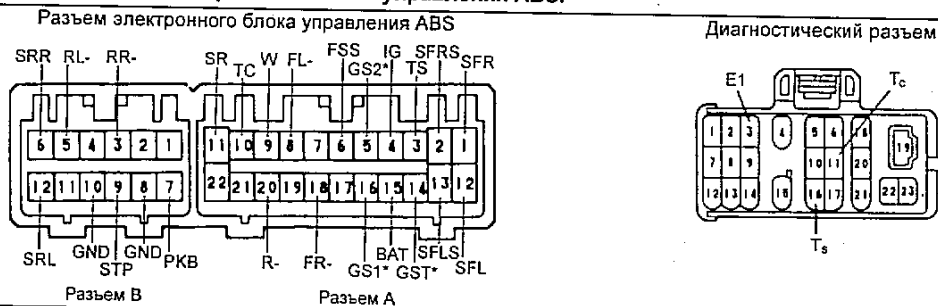 управления ABS.
Разъем электронного блока управления ABS
Диагностический разъем
SRR RL- RR-
SR TC W FL- FSS GS2* IG TS SFRS SFR
E1 Tc
6 5 4 3 2 1
11 10 9 8 7 6 5 4 3 2 1
1 2 3 4 5 6 18
19
22 21 20 19 18 17 16 15 14 13 12
7 8 9 10 11 20
12 11 10 9 8 7
12 13 14 15 16 17 21 22 23
SRL GND STP GND PKB
R- FR- GS1* BAT GST* SFLS SFL
Ts
Разъем B
Разъем A